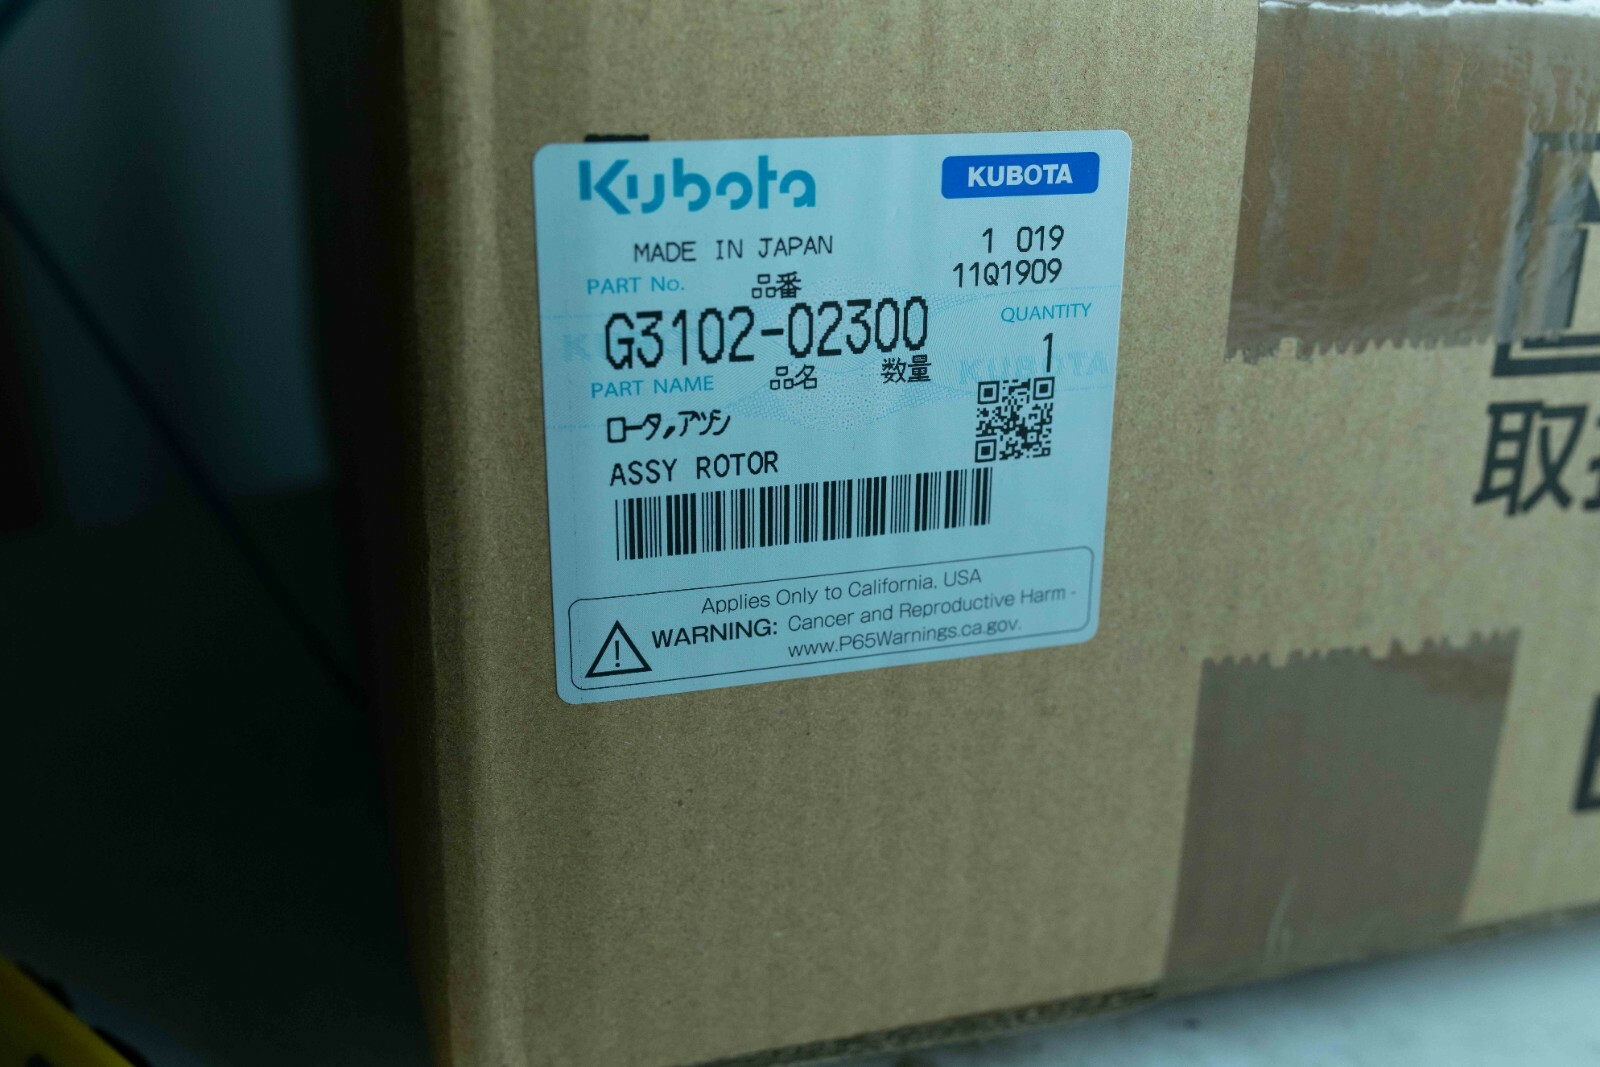 Kubota
KUBOTA
MADE IN JAPAN
1 019
11Q1909
PART No.
品番
G3102-02300
QUANTITY
1
PART NAME
品名
数量
KUBOTA
ロータ,アツシ
ASSY ROTOR
Applies Only to California, USA
WARNING: Cancer and Reproductive Harm -
www.P65Warnings.ca.gov.
取